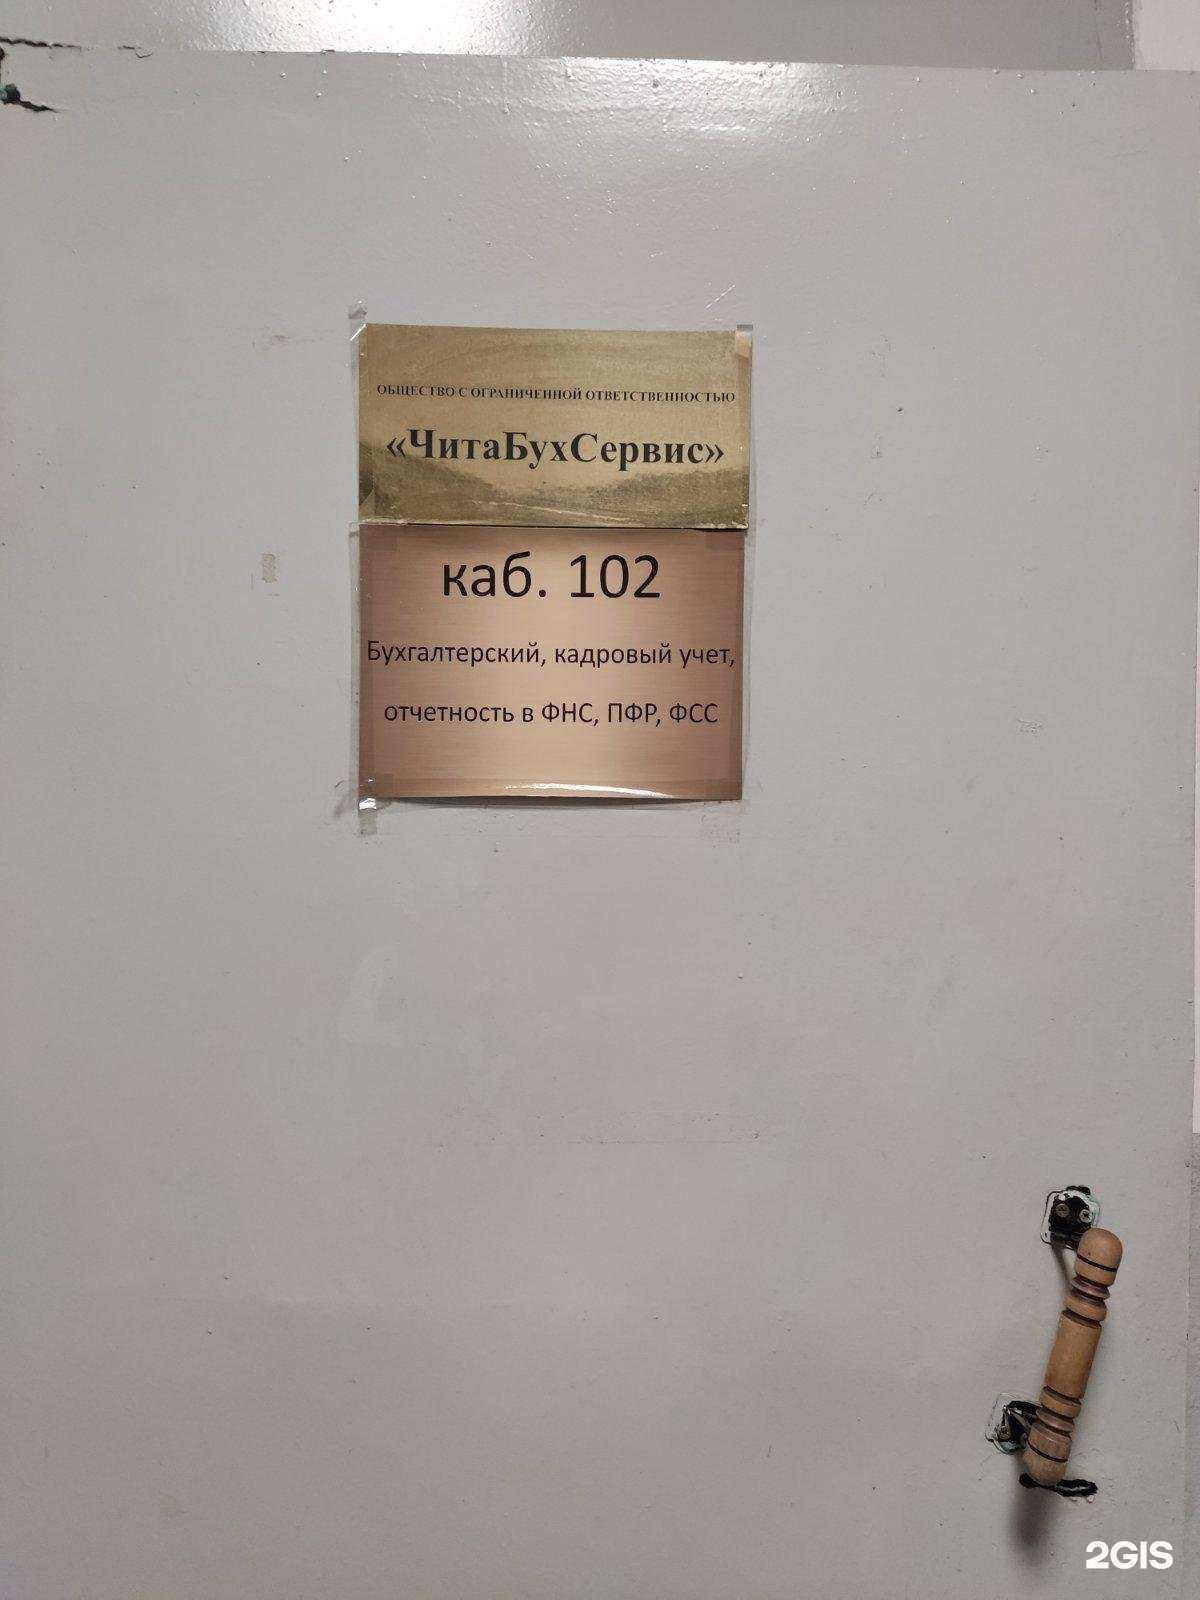 ОБЩЕСТВО С ОГРАНИЧЕННОЙ ОТВЕТСТВЕННОСТЬЮ
«ЧитаБухСервис»
каб. 102
Бухгалтерский, кадровый учет,
отчетность в ФНС, ПФР, ФСС
2GIS